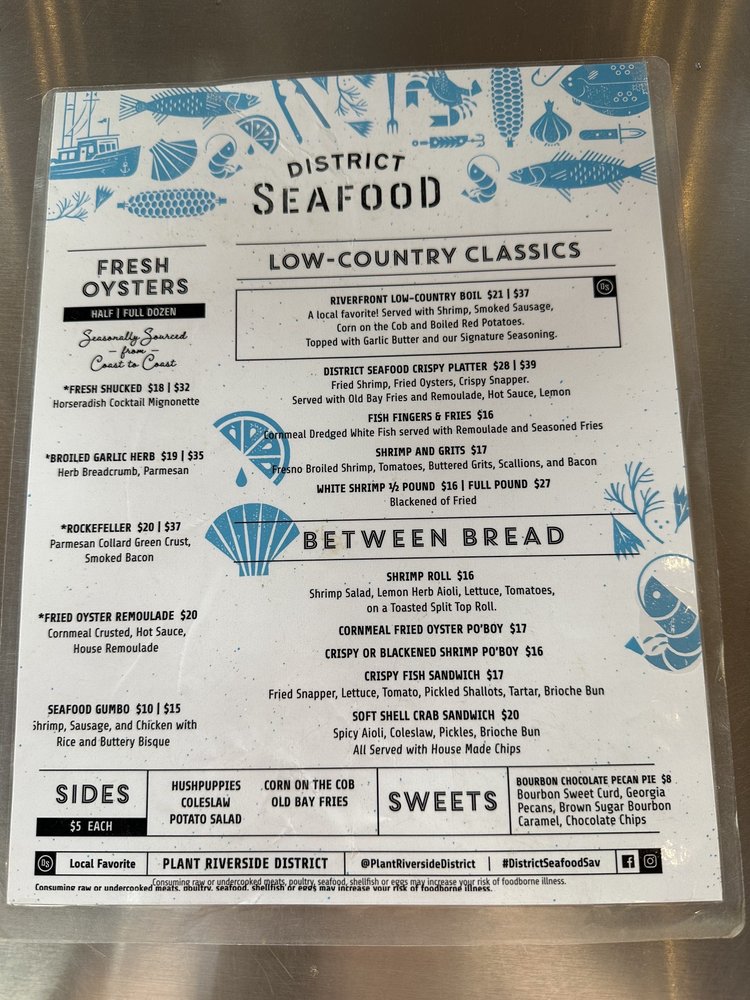 DISTRICT
SEAFOOD
FRESH
OYSTERS
HALF | FULL DOZEN
Seasonally Sourced
– from –
Coast to Coast
*FRESH SHUCKED $18 | $32
Horseradish Cocktail Mignonette
*BROILED GARLIC HERB $19 | $35
Herb Breadcrumb, Parmesan
*ROCKEFELLER $20 | $37
Parmesan Collard Green Crust,
Smoked Bacon
*FRIED OYSTER REMOULADE $20
Cornmeal Crusted, Hot Sauce,
House Remoulade
SEAFOOD GUMBO $10 | $15
Shrimp, Sausage, and Chicken with
Rice and Buttery Bisque
LOW-COUNTRY CLASSICS
DS
RIVERFRONT LOW-COUNTRY BOIL $21 | $37
A local favorite! Served with Shrimp, Smoked Sausage,
Corn on the Cob and Boiled Red Potatoes.
Topped with Garlic Butter and our Signature Seasoning.
DISTRICT SEAFOOD CRISPY PLATTER $28 | $39
Fried Shrimp, Fried Oysters, Crispy Snapper.
Served with Old Bay Fries and Remoulade, Hot Sauce, Lemon
FISH FINGERS & FRIES $16
Cornmeal Dredged White Fish served with Remoulade and Seasoned Fries
SHRIMP AND GRITS $17
Fresno Broiled Shrimp, Tomatoes, Buttered Grits, Scallions, and Bacon
WHITE SHRIMP ½ POUND $16 | FULL POUND $27
Blackened of Fried
BETWEEN BREAD
SHRIMP ROLL $16
Shrimp Salad, Lemon Herb Aioli, Lettuce, Tomatoes,
on a Toasted Split Top Roll.
CORNMEAL FRIED OYSTER PO'BOY $17
CRISPY OR BLACKENED SHRIMP PO'BOY $16
CRISPY FISH SANDWICH $17
Fried Snapper, Lettuce, Tomato, Pickled Shallots, Tartar, Brioche Bun
SOFT SHELL CRAB SANDWICH $20
Spicy Aioli, Coleslaw, Pickles, Brioche Bun
All Served with House Made Chips
SIDES
$5 EACH
HUSHPUPPIES
COLESLAW
POTATO SALAD
CORN ON THE COB
OLD BAY FRIES
SWEETS
BOURBON CHOCOLATE PECAN PIE $8
Bourbon Sweet Curd, Georgia
Pecans, Brown Sugar Bourbon
Caramel, Chocolate Chips
DS Local Favorite | PLANT RIVERSIDE DISTRICT | @PlantRiversideDistrict | #DistrictSeafoodSav
Consuming raw or undercooked meats, poultry, seafood, shellfish or eggs may increase your risk of foodborne illness.
Consuming raw or undercooked meats, poultry, seafood, shellfish or eggs may increase your risk of foodborne illness.